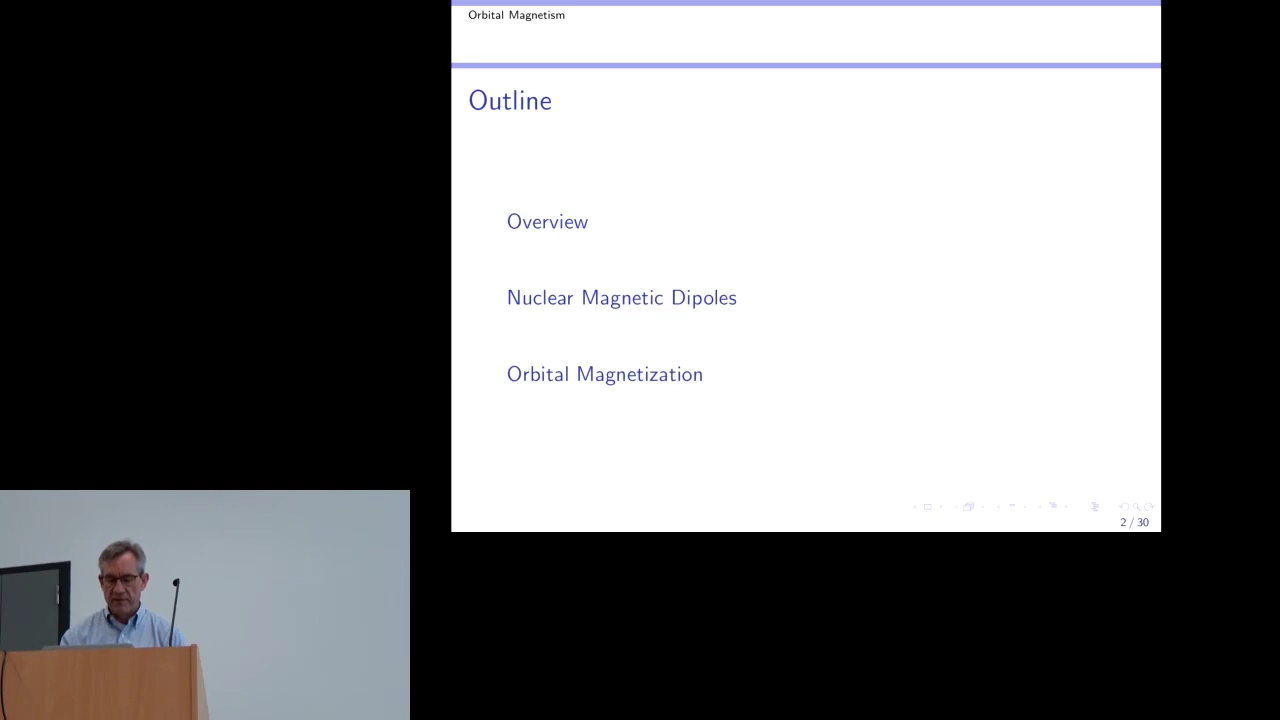 Orbital Magnetism
Outline
Overview
Nuclear Magnetic Dipoles
Orbital Magnetization
2 / 30